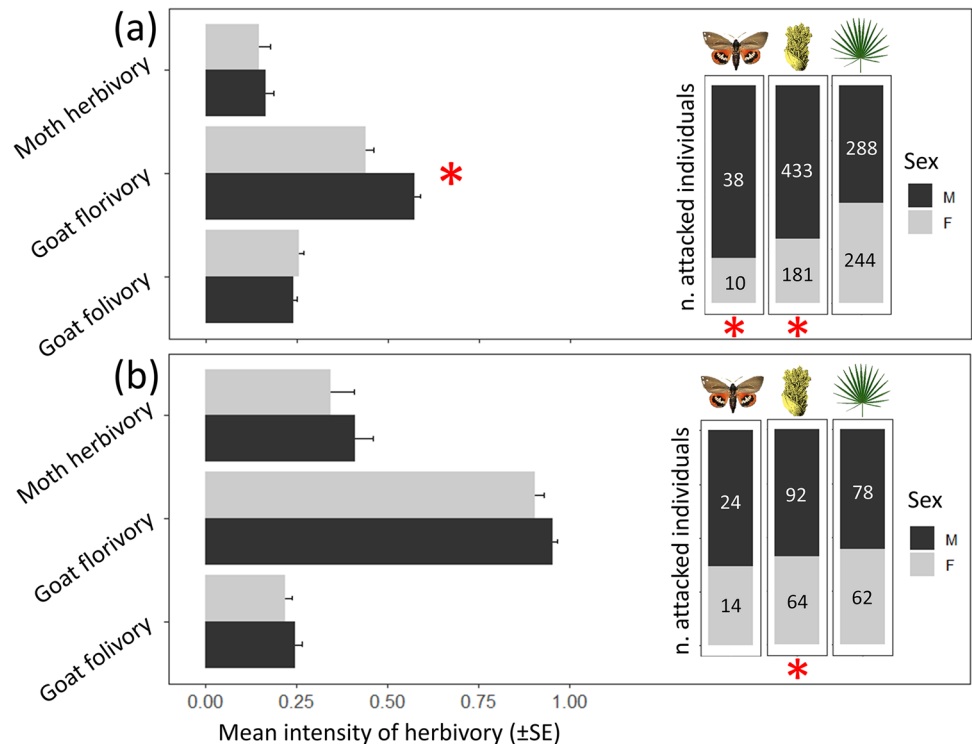 (a)
Moth herbivory
Goat florivory
*
Goat folivory
n. attacked individuals
38
433
288
10
181
244
* *
Sex
M
F
(b)
Moth herbivory
Goat florivory
Goat folivory
n. attacked individuals
24
92
78
14
64
62
*
Sex
M
F
0.00 0.25 0.50 0.75 1.00
Mean intensity of herbivory (±SE)